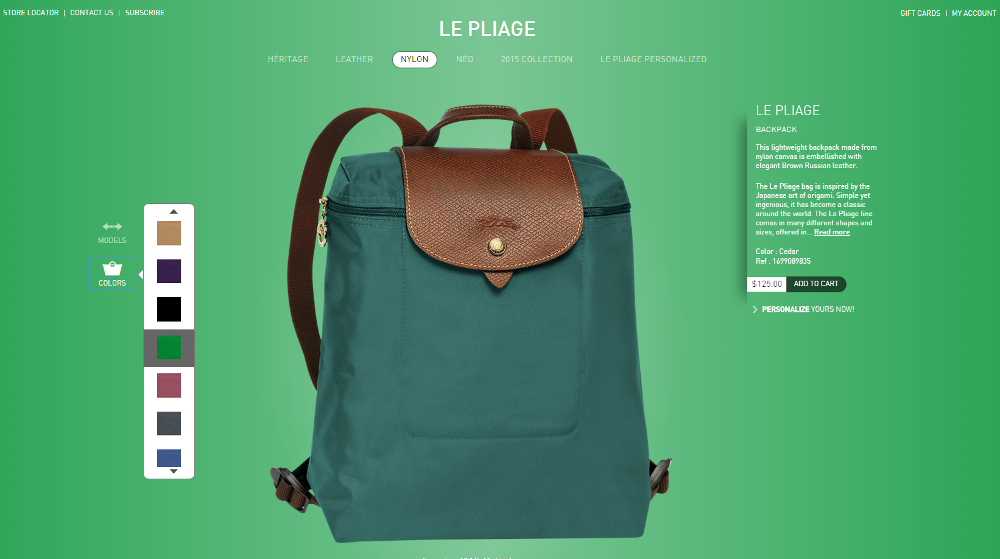 STORE LOCATOR | CONTACT US | SUBSCRIBE
GIFT CARDS | MY ACCOUNT
LE PLIAGE
HÉRITAGE LEATHER NYLON NÉO 2015 COLLECTION LE PLIAGE PERSONALIZED
MODELS
COLORS
LE PLIAGE
BACKPACK
This lightweight backpack made from
nylon canvas is embellished with
elegant Brown Russian leather.
The Le Pliage bag is inspired by the
Japanese art of origami. Simple yet
ingenious, it has become a classic
around the world. The Le Pliage line
comes in many different shapes and
sizes, offered in... Read more
Color : Cedar
Ref : 1699089835
$125.00 ADD TO CART
PERSONALIZE YOURS NOW!